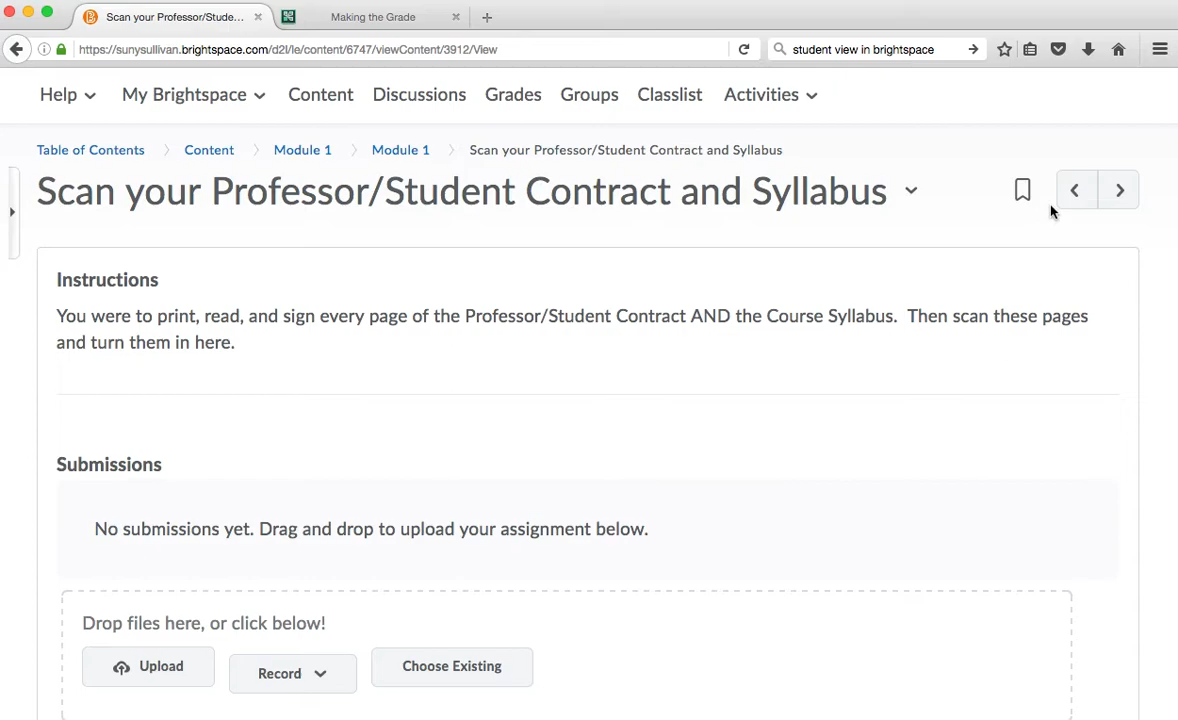 Scan your Professor/Stude...
Making the Grade
https://sunysullivan.brightspace.com/d2l/le/content/6747/viewContent/3912/View
student view in brightspace
Help My Brightspace Content Discussions Grades Groups Classlist Activities
Table of Contents Content Module 1 Module 1 Scan your Professor/Student Contract and Syllabus
Scan your Professor/Student Contract and Syllabus
Instructions
You were to print, read, and sign every page of the Professor/Student Contract AND the Course Syllabus. Then scan these pages
and turn them in here.
Submissions
No submissions yet. Drag and drop to upload your assignment below.
Drop files here, or click below!
Upload Record Choose Existing